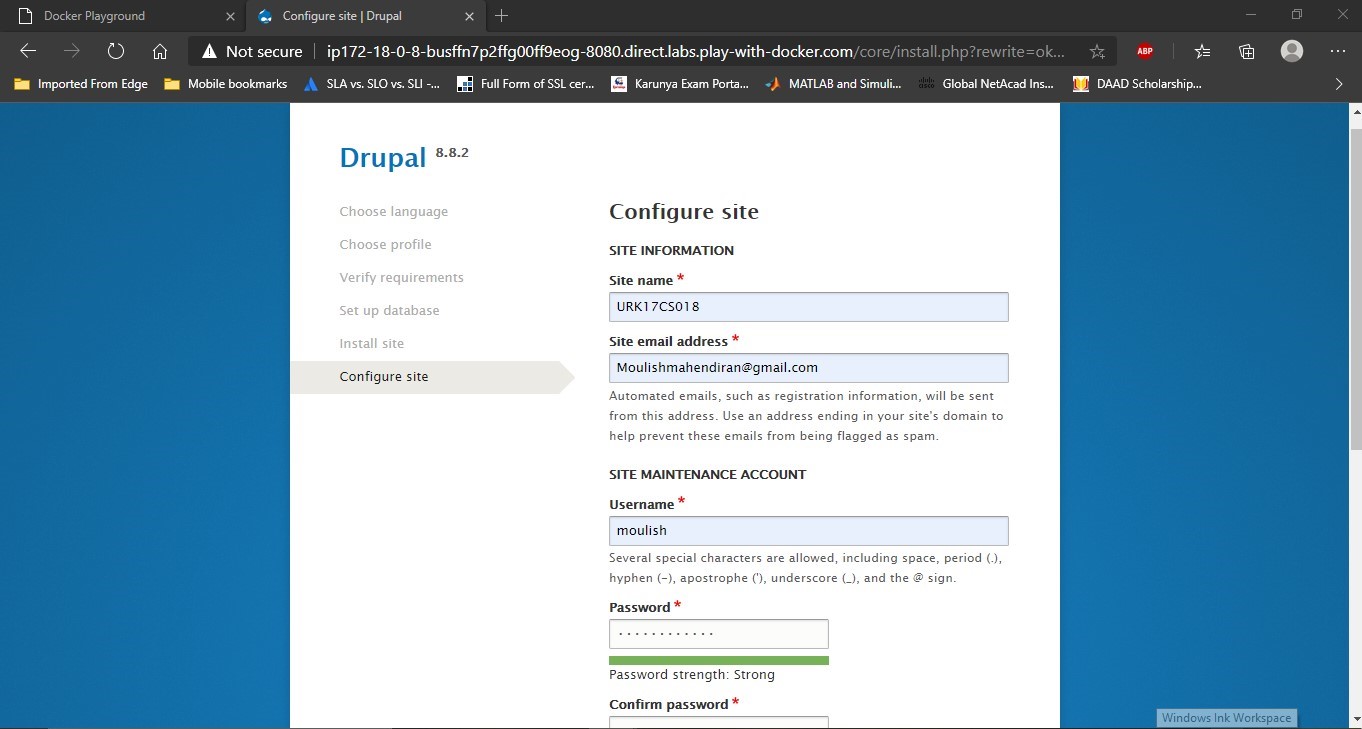 Docker Playground
Configure site | Drupal
Not secure
ip172-18-0-8-busffn7p2ffg00ff9eog-8080.direct.labs.play-with-docker.com/core/install.php?rewrite=ok...
ABP
Imported From Edge
Mobile bookmarks
SLA vs. SLO vs. SLI -...
Full Form of SSL cer...
Karunya Exam Porta...
MATLAB and Simuli...
Global NetAcad Ins...
DAAD Scholarship...
Drupal 8.8.2
Choose language
Choose profile
Verify requirements
Set up database
Install site
Configure site
Configure site
SITE INFORMATION
Site name *
URK17CS018
Site email address *
Moulishmahendiran@gmail.com
Automated emails, such as registration information, will be sent
from this address. Use an address ending in your site's domain to
help prevent these emails from being flagged as spam.
SITE MAINTENANCE ACCOUNT
Username *
moulish
Several special characters are allowed, including space, period (.),
hyphen (-), apostrophe ('), underscore (_), and the @ sign.
Password *
············
Password strength: Strong
Confirm password *
Windows Ink Workspace